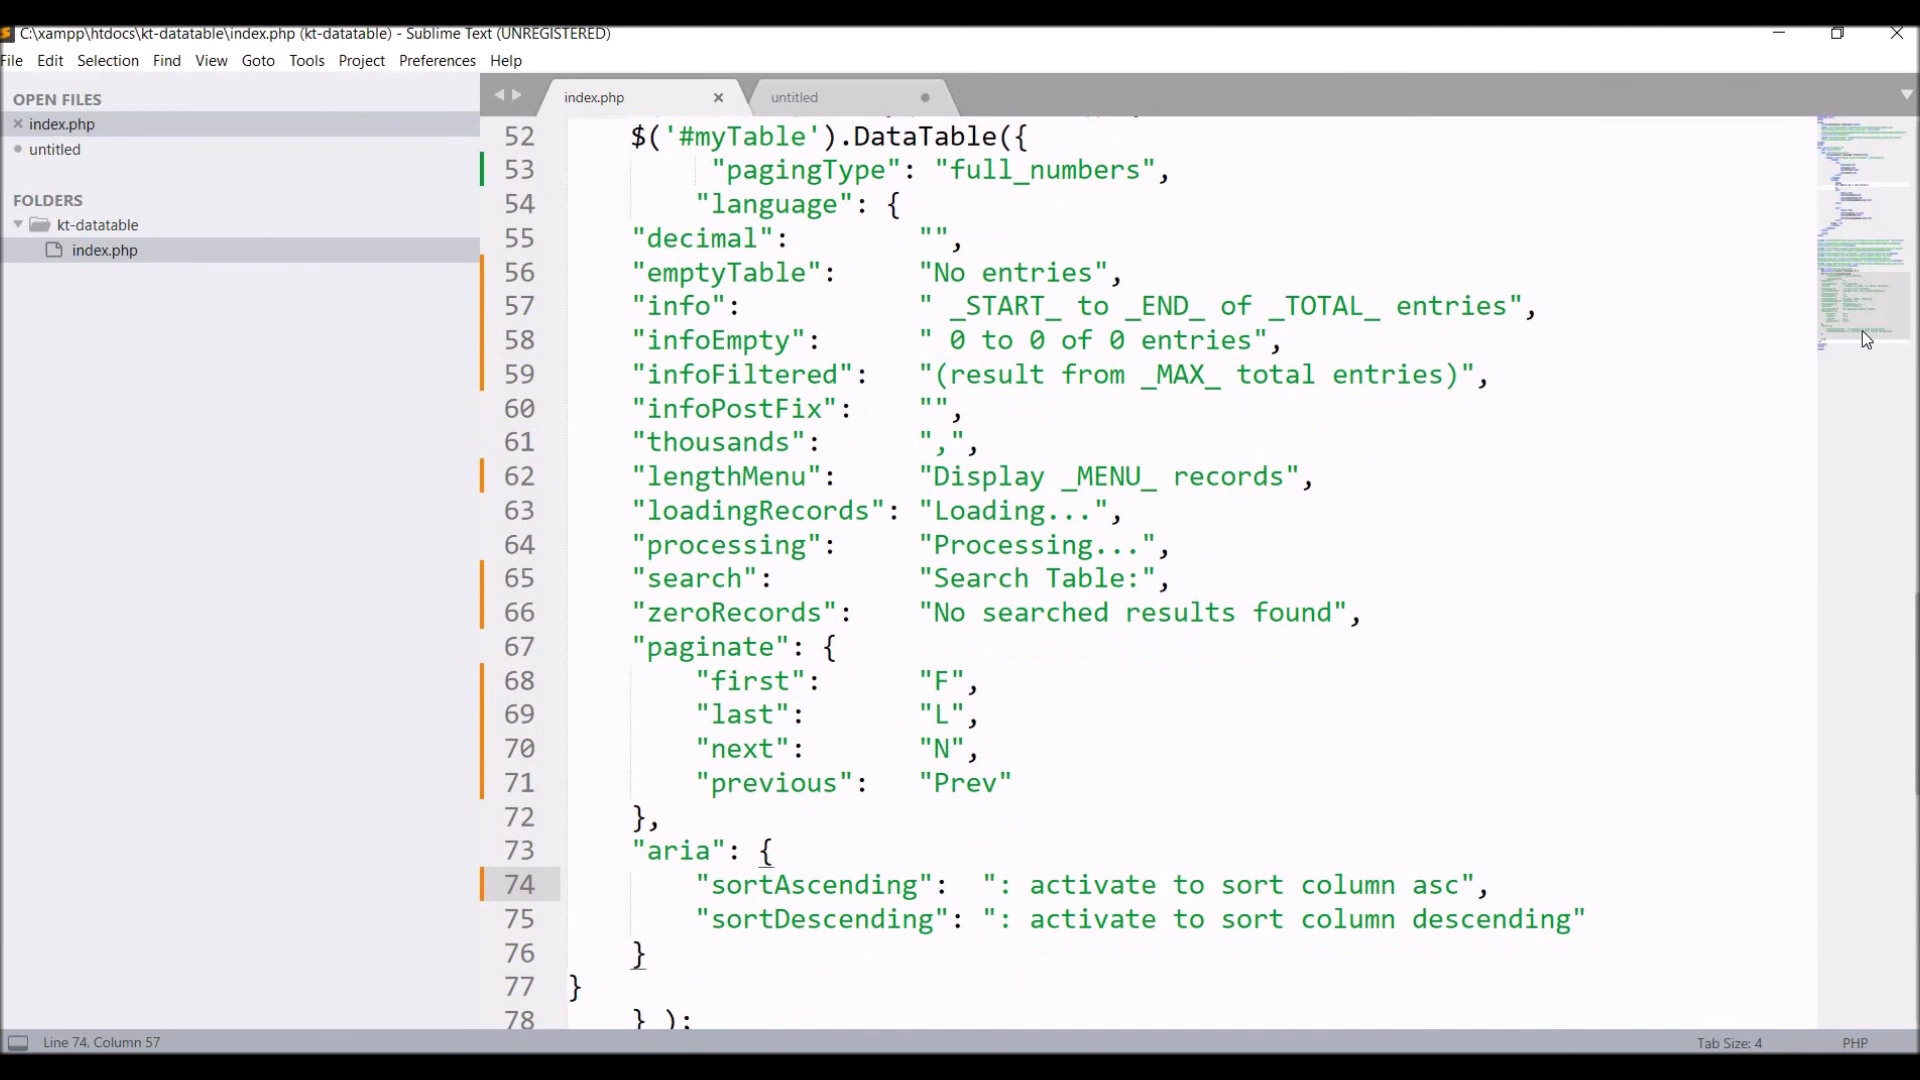 C:\xampp\htdocs\kt-datatable\index.php (kt-datatable) - Sublime Text (UNREGISTERED)
File Edit Selection Find View Goto Tools Project Preferences Help
OPEN FILES
index.php
untitled
FOLDERS
kt-datatable
index.php
index.php untitled
52 $('#myTable').DataTable({
53 "pagingType": "full_numbers",
54 "language": {
55 "decimal": "",
56 "emptyTable": "No entries",
57 "info": " _START_ to _END_ of _TOTAL_ entries",
58 "infoEmpty": " 0 to 0 of 0 entries",
59 "infoFiltered": "(result from _MAX_ total entries)",
60 "infoPostFix": "",
61 "thousands": ",",
62 "lengthMenu": "Display _MENU_ records",
63 "loadingRecords": "Loading...",
64 "processing": "Processing...",
65 "search": "Search Table:",
66 "zeroRecords": "No searched results found",
67 "paginate": {
68 "first": "F",
69 "last": "L",
70 "next": "N",
71 "previous": "Prev"
72 },
73 "aria": {
74 "sortAscending": ": activate to sort column asc",
75 "sortDescending": ": activate to sort column descending"
76 }
77 }
78 } );
Line 74, Column 57
Tab Size: 4
PHP